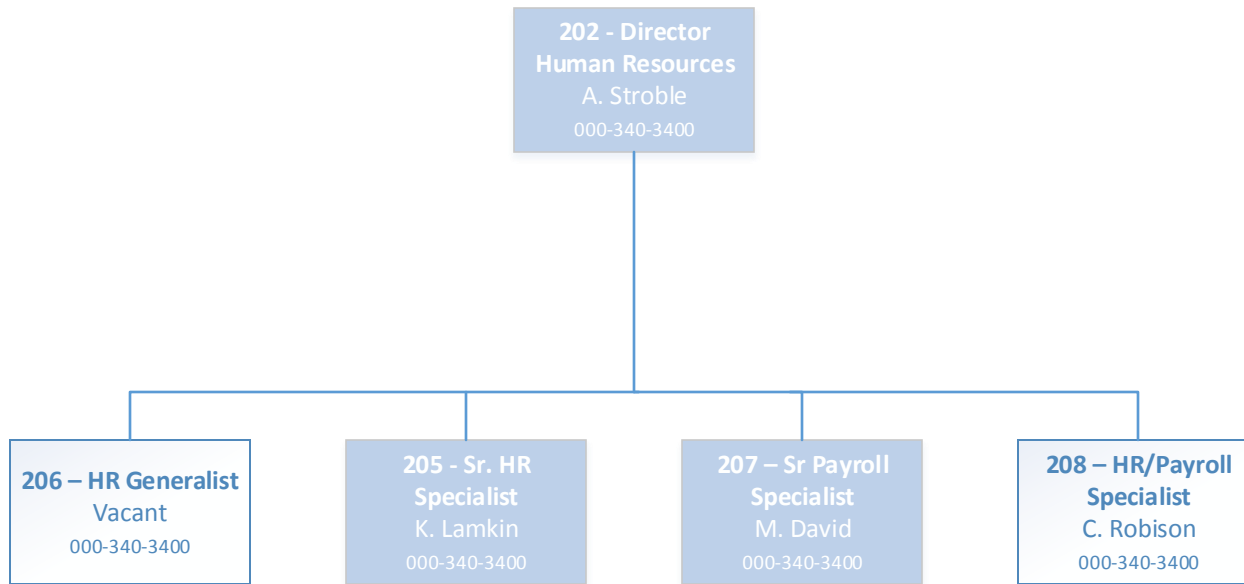 202 - Director
Human Resources
A. Stroble
000-340-3400
206 – HR Generalist
Vacant
000-340-3400
205 - Sr. HR
Specialist
K. Lamkin
000-340-3400
207 – Sr Payroll
Specialist
M. David
000-340-3400
208 – HR/Payroll
Specialist
C. Robison
000-340-3400